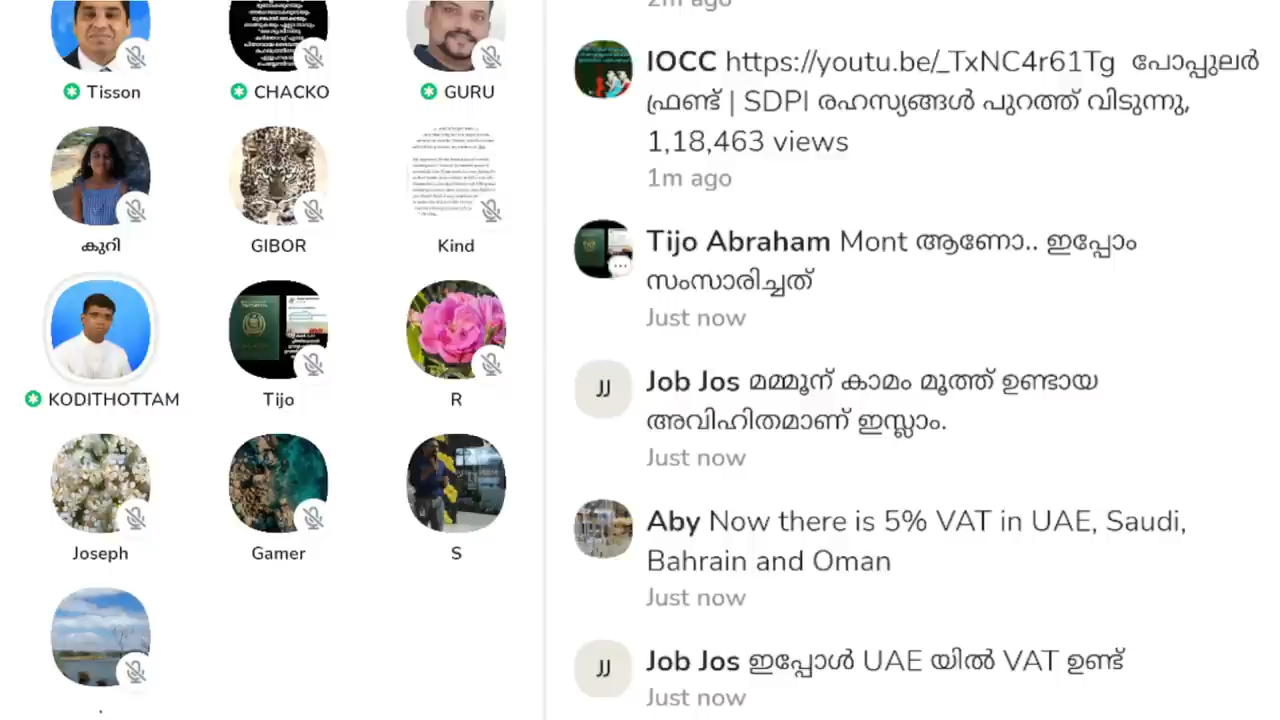 Tisson
CHACKO
GURU
കുറി
GIBOR
Kind
KODITHOTTAM
Tijo
R
Joseph
Gamer
S
.
2m ago
IOCC https://youtu.be/_TxNC4r61Tg പോപ്പുലർ
ഫ്രണ്ട് | SDPI രഹസ്യങ്ങൾ പുറത്ത് വിടുന്നു,
1,18,463 views
1m ago
Tijo Abraham Mont ആണോ.. ഇപ്പോം
സംസാരിച്ചത്
Just now
JJ
Job Jos മമ്മൂന് കാമം മൂത്ത് ഉണ്ടായ
അവിഹിതമാണ് ഇസ്ലാം.
Just now
Aby Now there is 5% VAT in UAE, Saudi,
Bahrain and Oman
Just now
JJ
Job Jos ഇപ്പോൾ UAE യിൽ VAT ഉണ്ട്
Just now